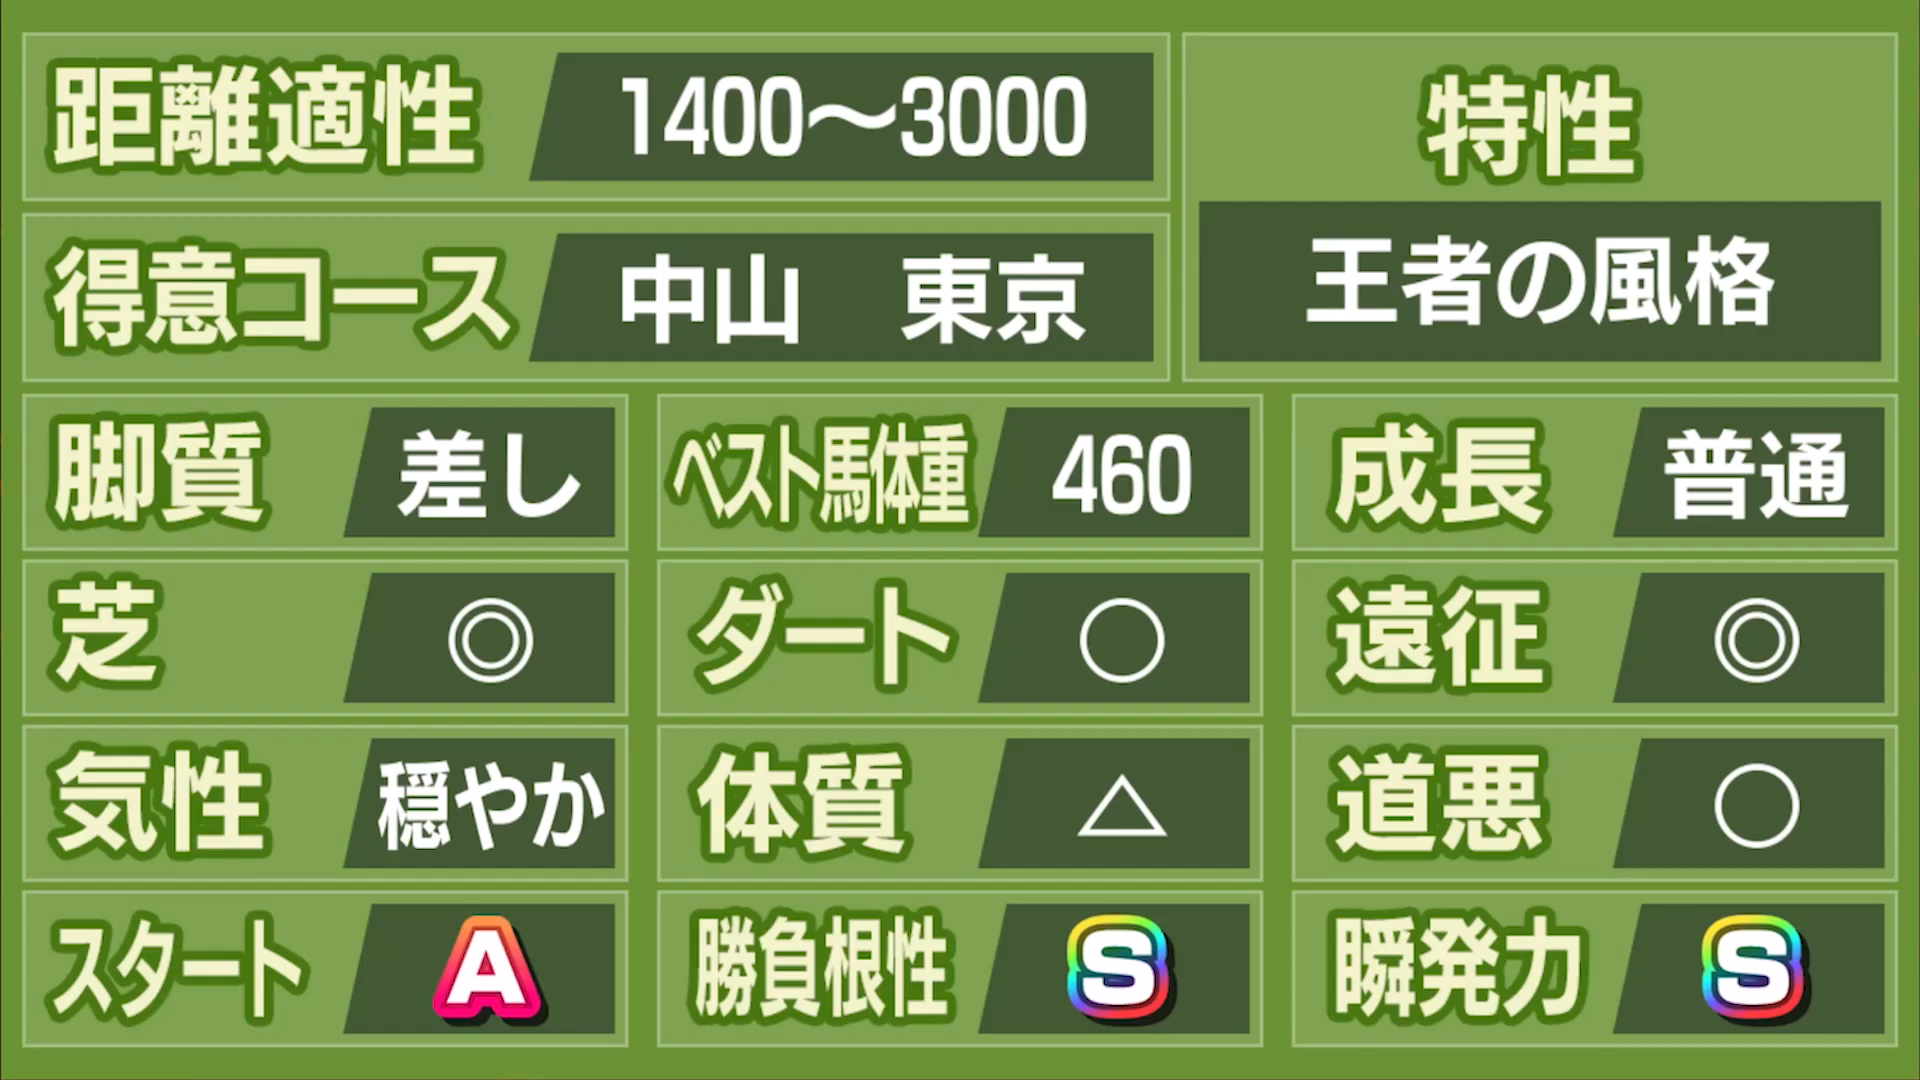 距離適性 1400～3000
特性
王者の風格
得意コース 中山 東京
脚質 差し
ベスト馬体重 460
成長 普通
芝 ◎
ダート ○
遠征 ◎
気性 穏やか
体質 △
道悪 ○
スタート A
勝負根性 S
瞬発力 S